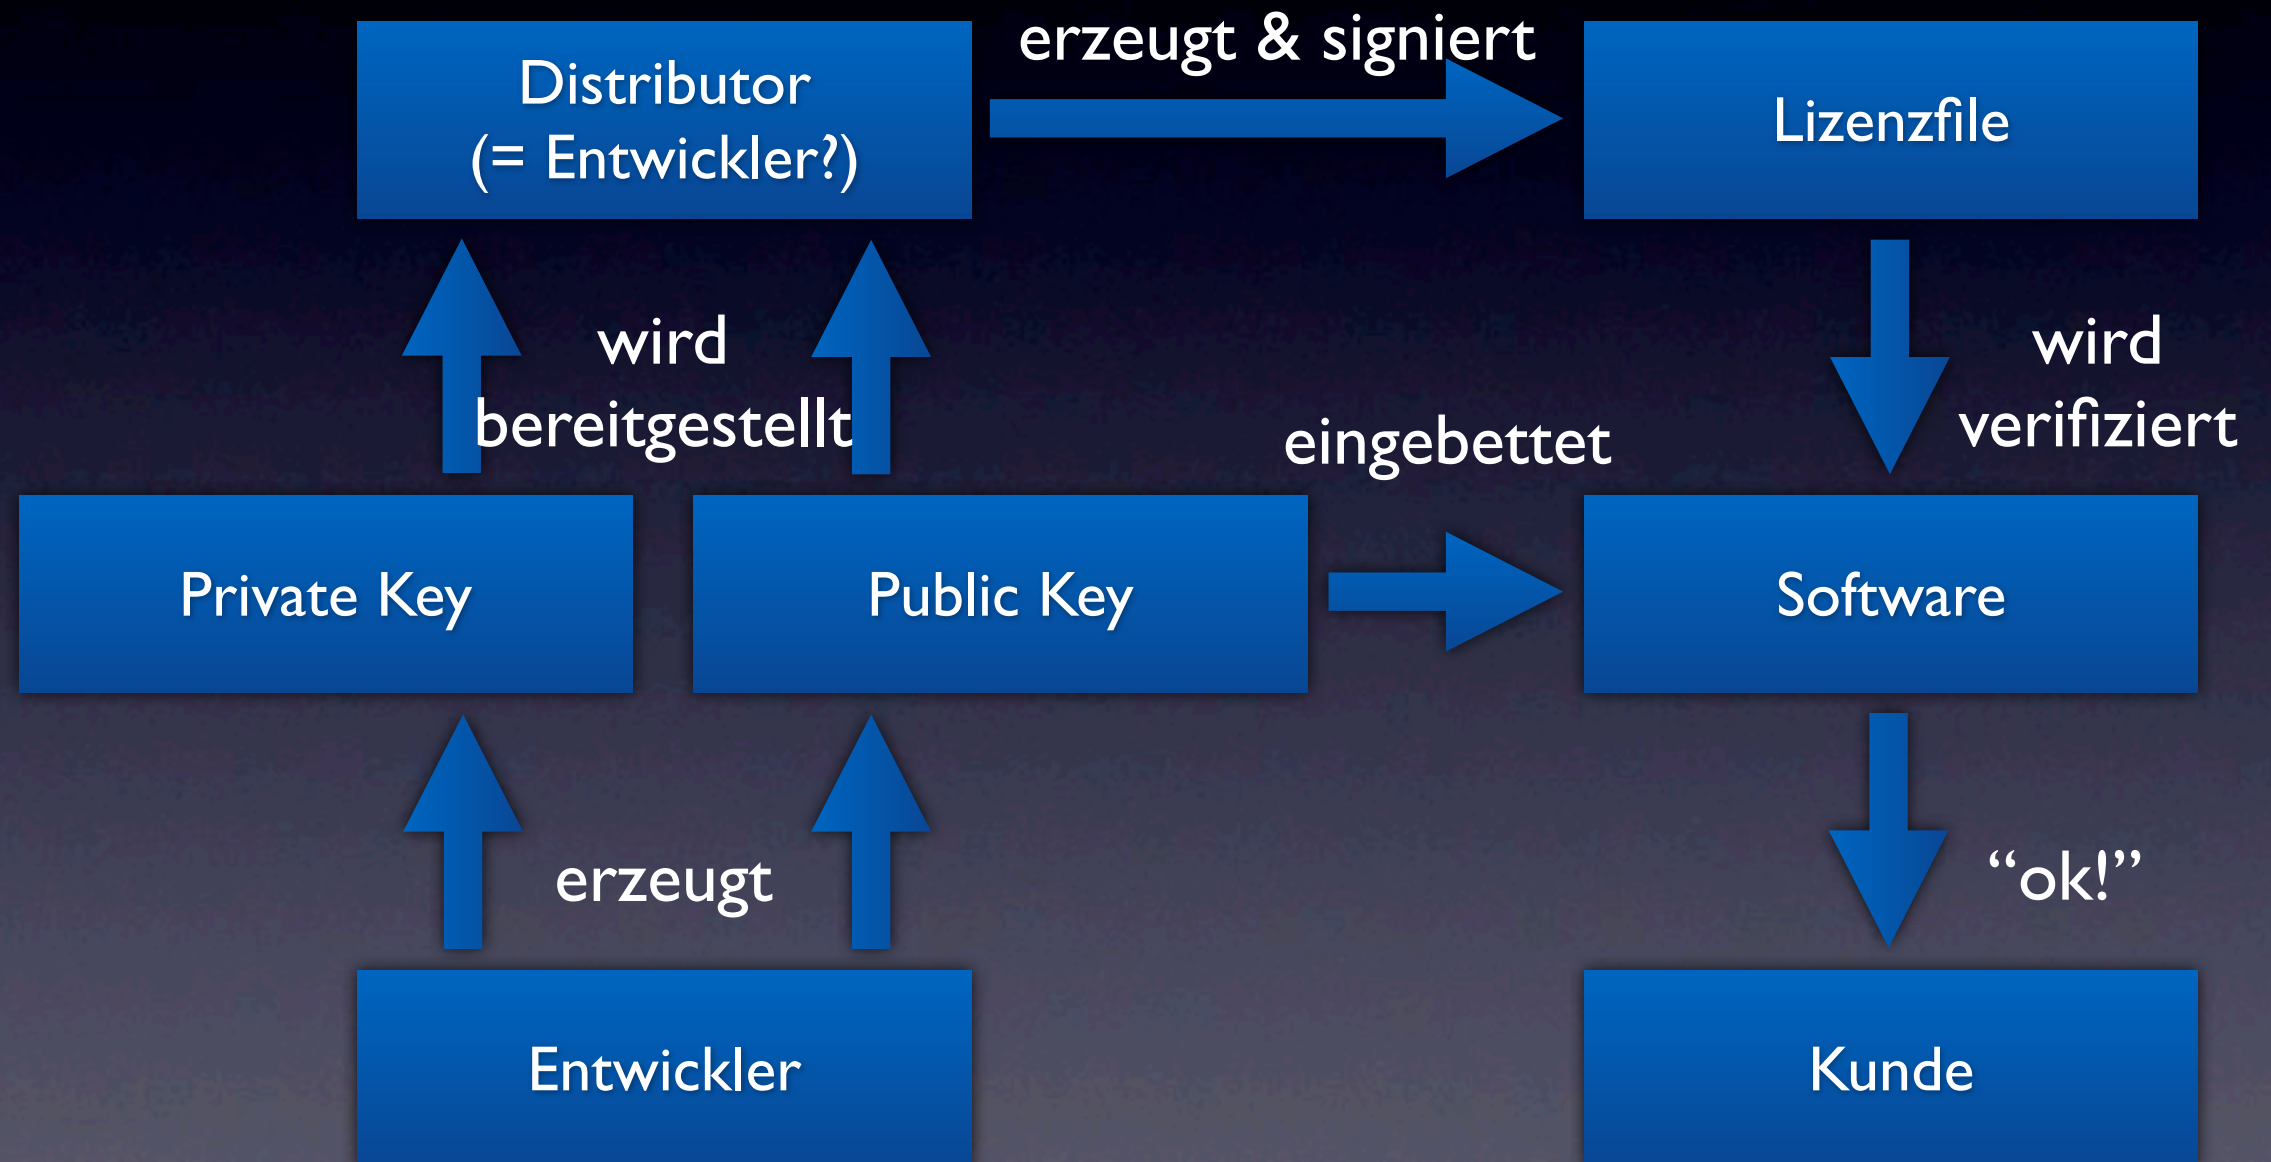 erzeugt & signiert
Distributor
(= Entwickler?)
Lizenzfile
wird
bereitgestellt
wird
verifiziert
eingebettet
Private Key
Public Key
Software
erzeugt
“ok!”
Entwickler
Kunde